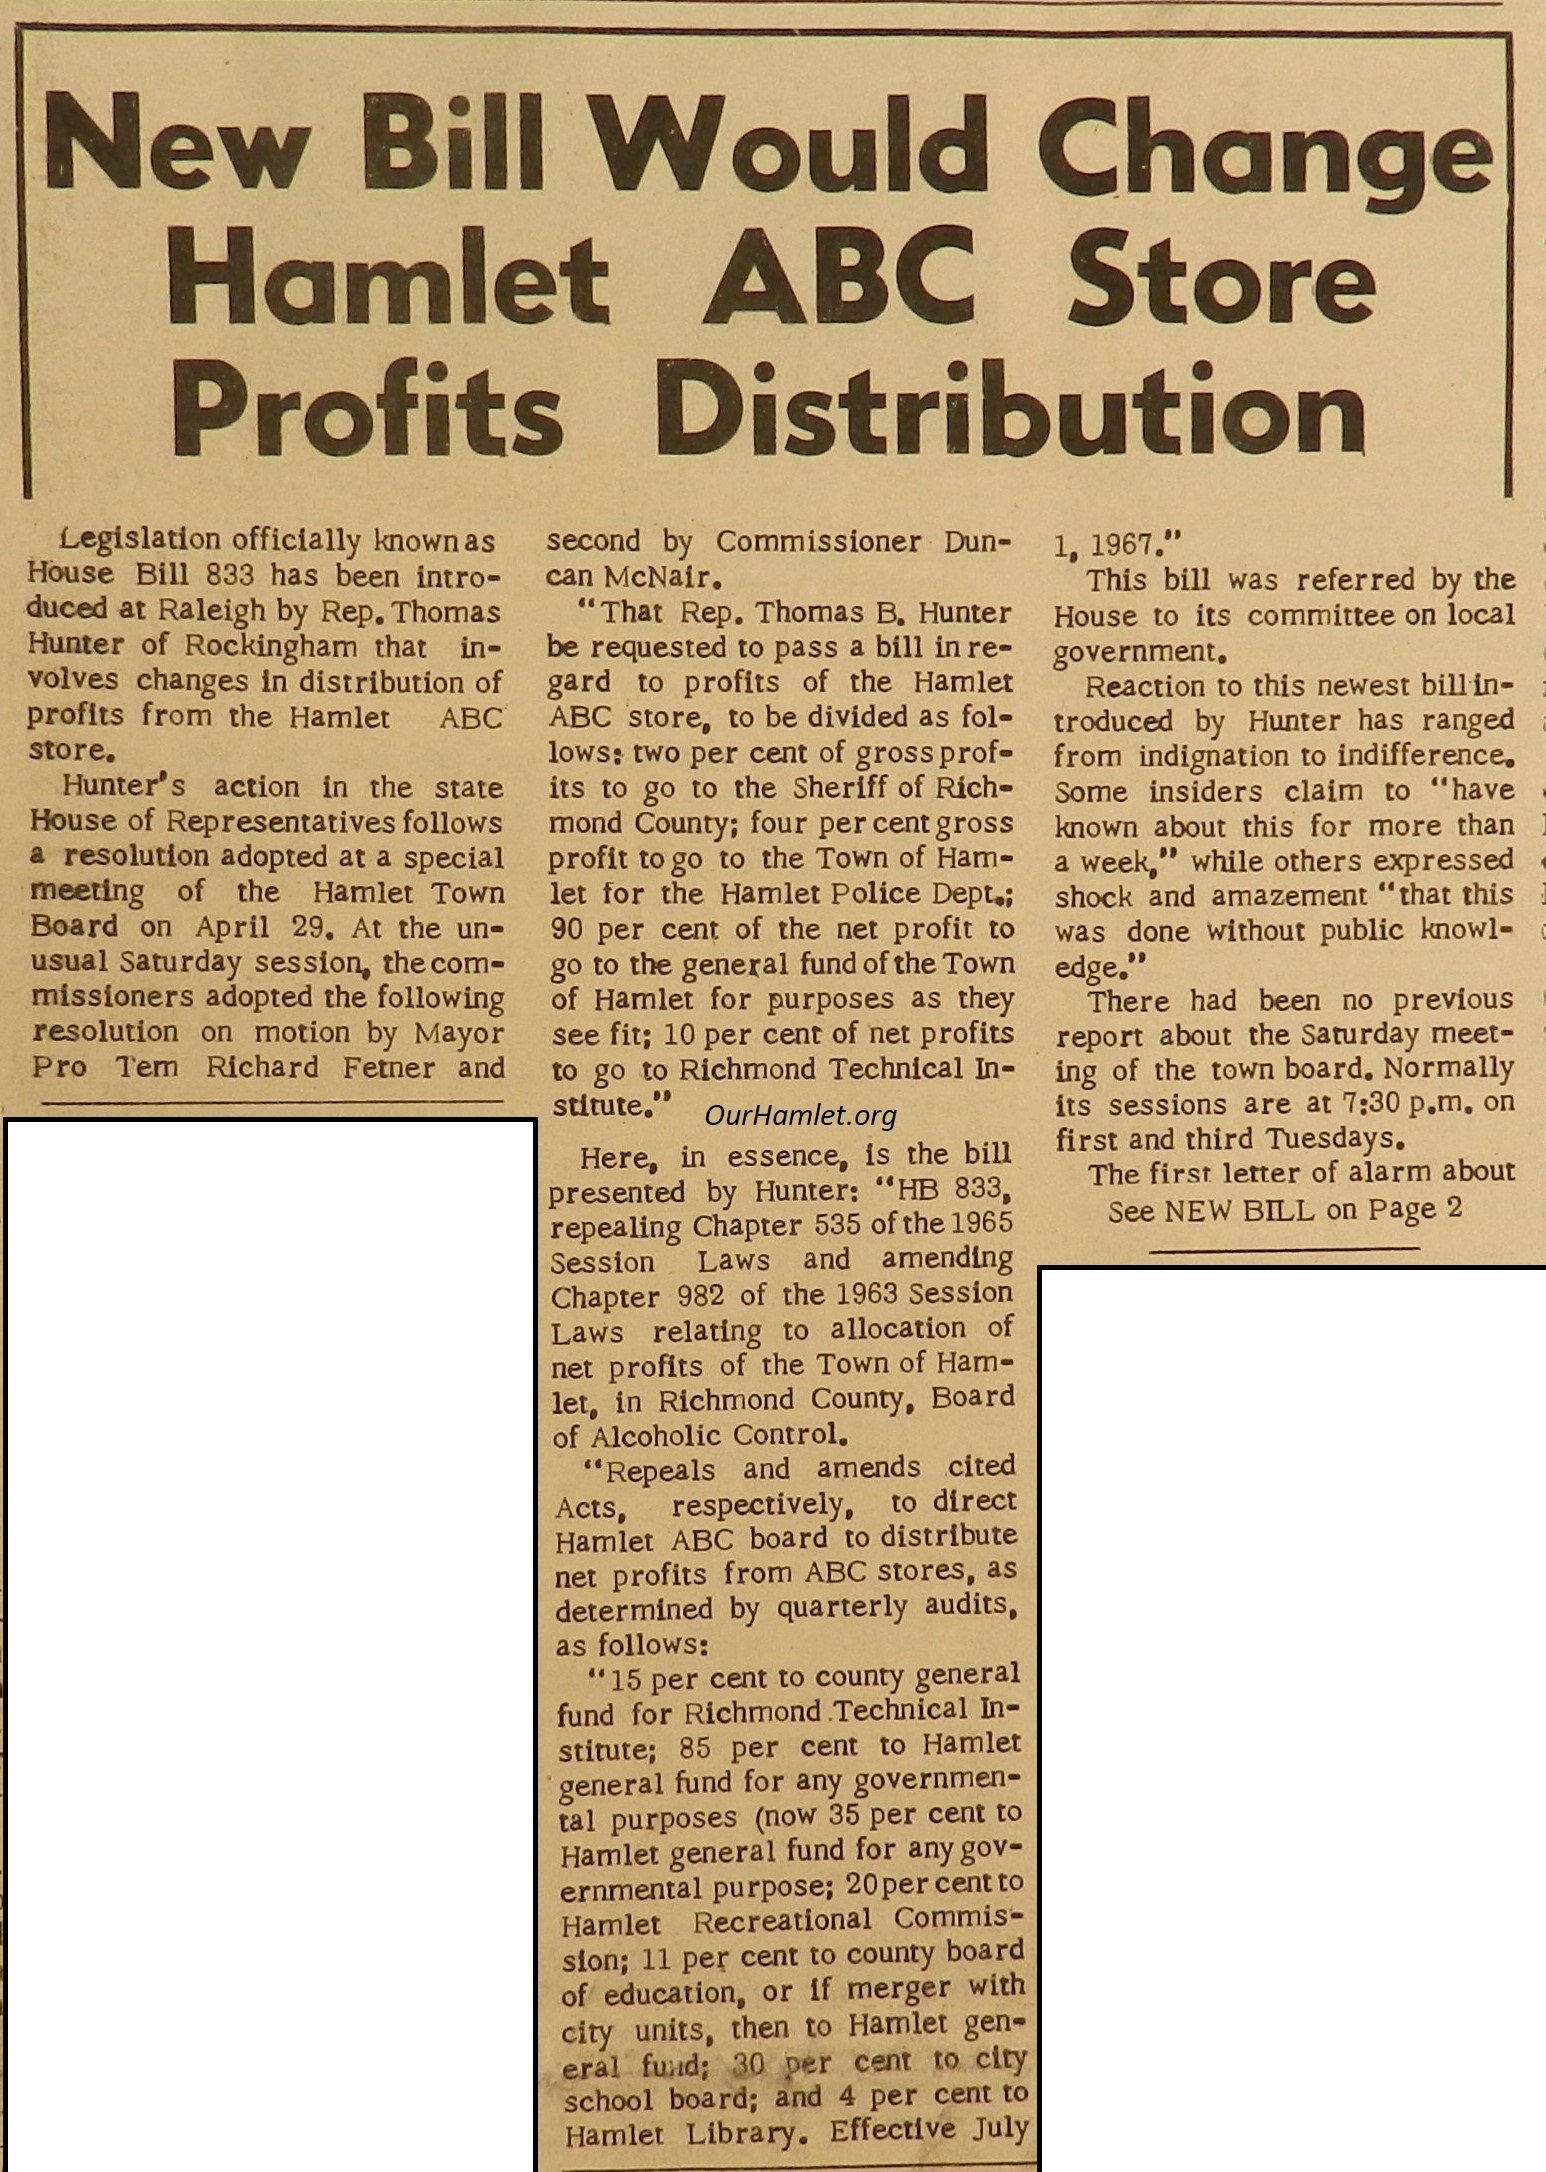 New Bill Would Change
Hamlet ABC Store
Profits Distribution
Legislation officially known as
House Bill 833 has been intro-
duced at Raleigh by Rep. Thomas
Hunter of Rockingham that in-
volves changes in distribution of
profits from the Hamlet ABC
store.
Hunter's action in the state
House of Representatives follows
a resolution adopted at a special
meeting of the Hamlet Town
Board on April 29. At the un-
usual Saturday session, the com-
missioners adopted the following
resolution on motion by Mayor
Pro Tem Richard Fetner and
second by Commissioner Dun-
can McNair.
"That Rep. Thomas B. Hunter
be requested to pass a bill in re-
gard to profits of the Hamlet
ABC store, to be divided as fol-
lows: two per cent of gross prof-
its to go to the Sheriff of Rich-
mond County; four per cent gross
profit to go to the Town of Ham-
let for the Hamlet Police Dept.;
90 per cent of the net profit to
go to the general fund of the Town
of Hamlet for purposes as they
see fit; 10 per cent of net profits
to go to Richmond Technical In-
stitute."
OurHamlet.org
Here, in essence, is the bill
presented by Hunter: "HB 833,
repealing Chapter 535 of the 1965
Session Laws and amending
Chapter 982 of the 1963 Session
Laws relating to allocation of
net profits of the Town of Ham-
let, in Richmond County, Board
of Alcoholic Control.
"Repeals and amends cited
Acts, respectively, to direct
Hamlet ABC board to distribute
net profits from ABC stores, as
determined by quarterly audits,
as follows:
"15 per cent to county general
fund for Richmond Technical In-
stitute; 85 per cent to Hamlet
general fund for any governmen-
tal purposes (now 35 per cent to
Hamlet general fund for any gov-
ernmental purpose; 20 per cent to
Hamlet Recreational Commis-
sion; 11 per cent to county board
of education, or if merger with
city units, then to Hamlet gen-
eral fund; 30 per cent to city
school board; and 4 per cent to
Hamlet Library. Effective July
1, 1967."
This bill was referred by the
House to its committee on local
government.
Reaction to this newest bill in-
troduced by Hunter has ranged
from indignation to indifference.
Some insiders claim to "have
known about this for more than
a week," while others expressed
shock and amazement "that this
was done without public knowl-
edge."
There had been no previous
report about the Saturday meet-
ing of the town board. Normally
its sessions are at 7:30 p.m. on
first and third Tuesdays.
The first letter of alarm about
See NEW BILL on Page 2